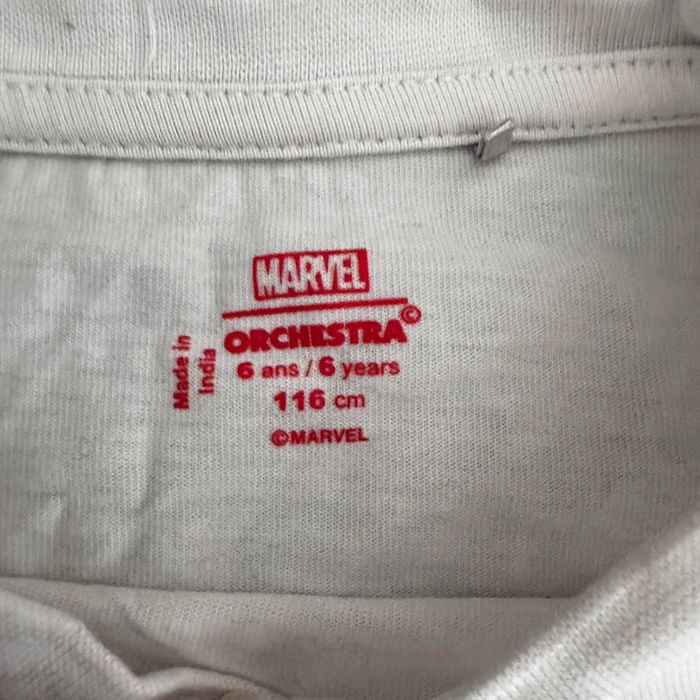 MARVEL
ORCHESTRA©
6 ans / 6 years
116 cm
©MARVEL
Made in
India